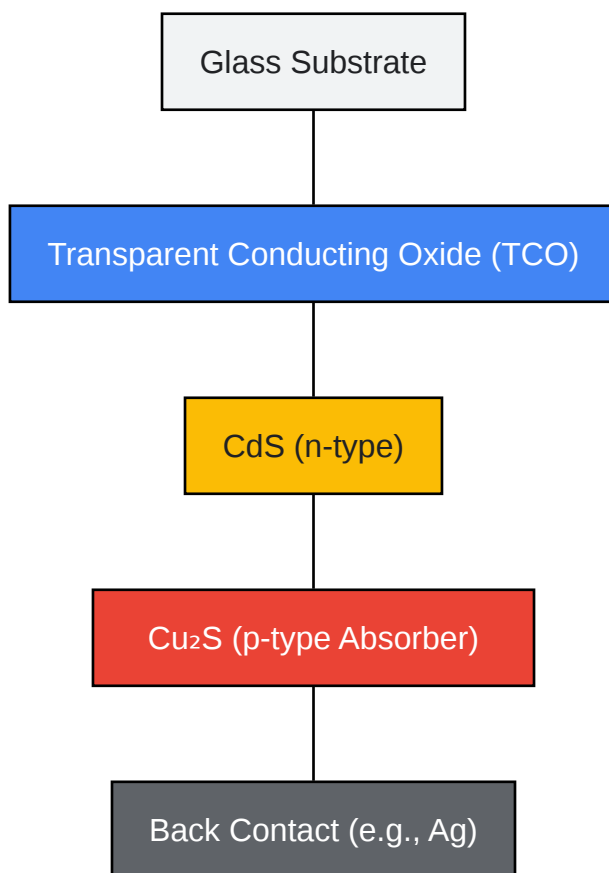 Glass Substrate
Transparent Conducting Oxide (TCO)
CdS (n-type)
Cu₂S (p-type Absorber)
Back Contact (e.g., Ag)